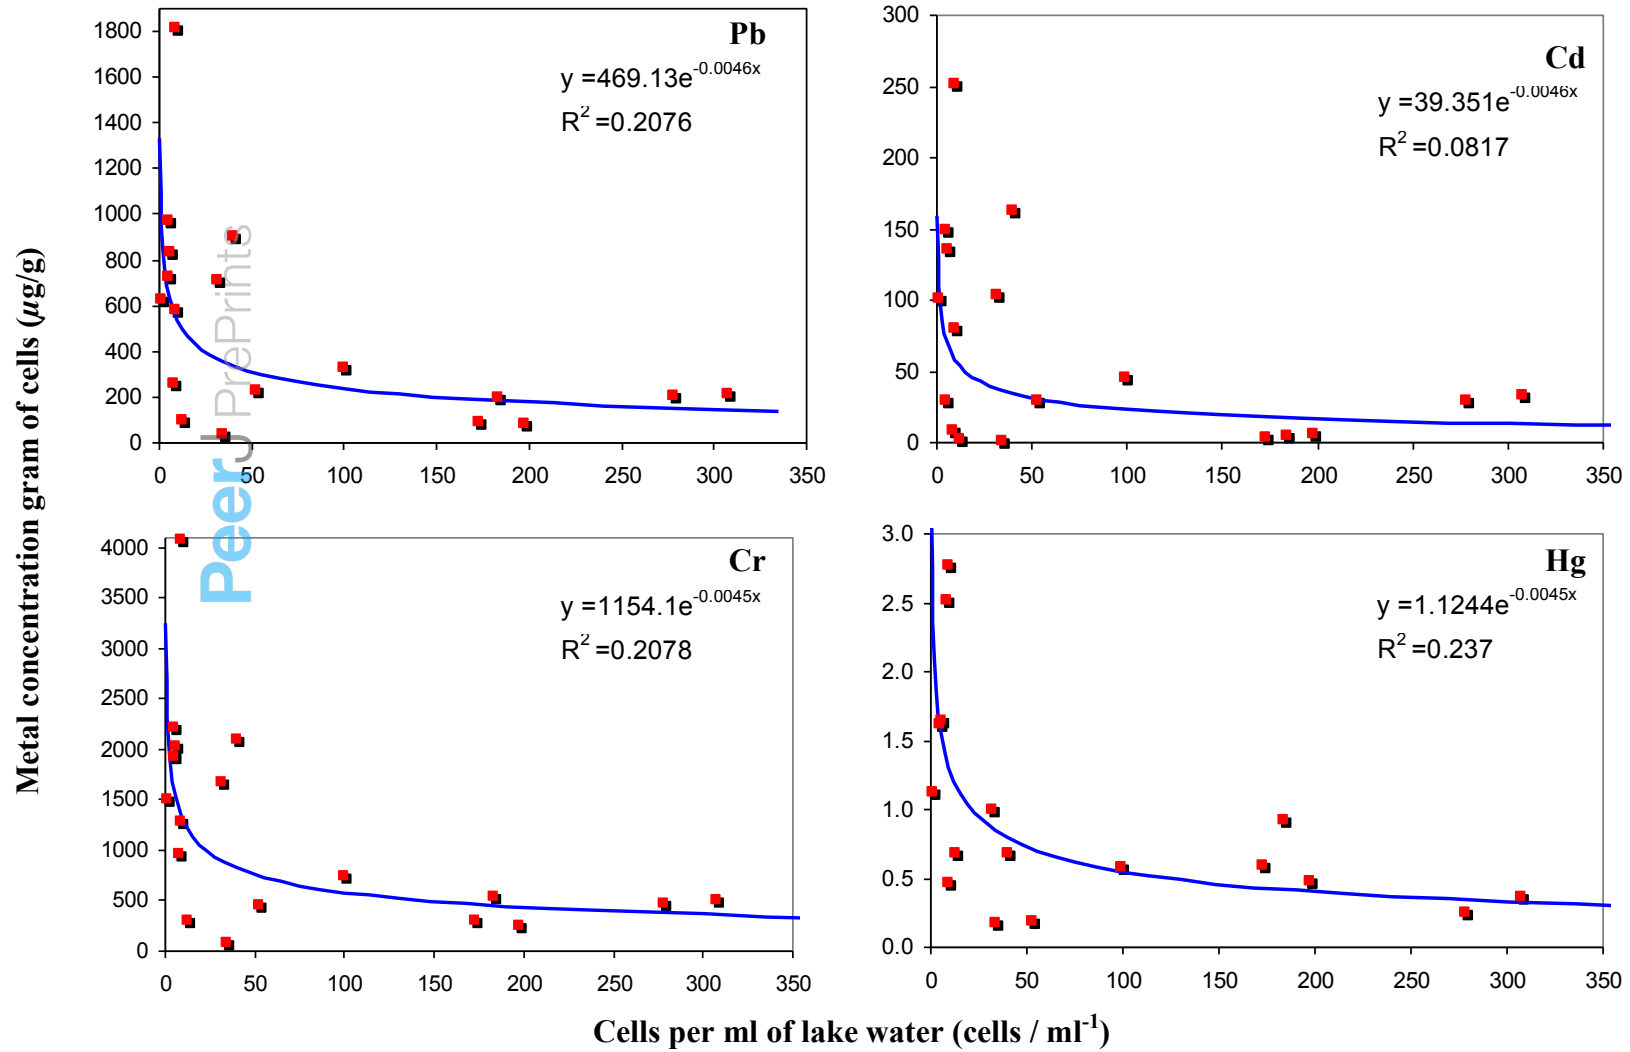 Metal concentration gram of cells (µg/g)
Pb
y =469.13e^-0.0046x
R² =0.2076
1800
1600
1400
1200
1000
800
600
400
200
0
0 50 100 150 200 250 300 350
Cd
y =39.351e^-0.0046x
R² =0.0817
300
250
200
150
100
50
0
0 50 100 150 200 250 300 350
Cr
y =1154.1e^-0.0045x
R² =0.2078
4000
3500
3000
2500
2000
1500
1000
500
0
0 50 100 150 200 250 300 350
Hg
y =1.1244e^-0.0045x
R² =0.237
3.0
2.5
2.0
1.5
1.0
0.5
0.0
0 50 100 150 200 250 300 350
Cells per ml of lake water (cells / ml⁻¹)
PeerJ PrePrints